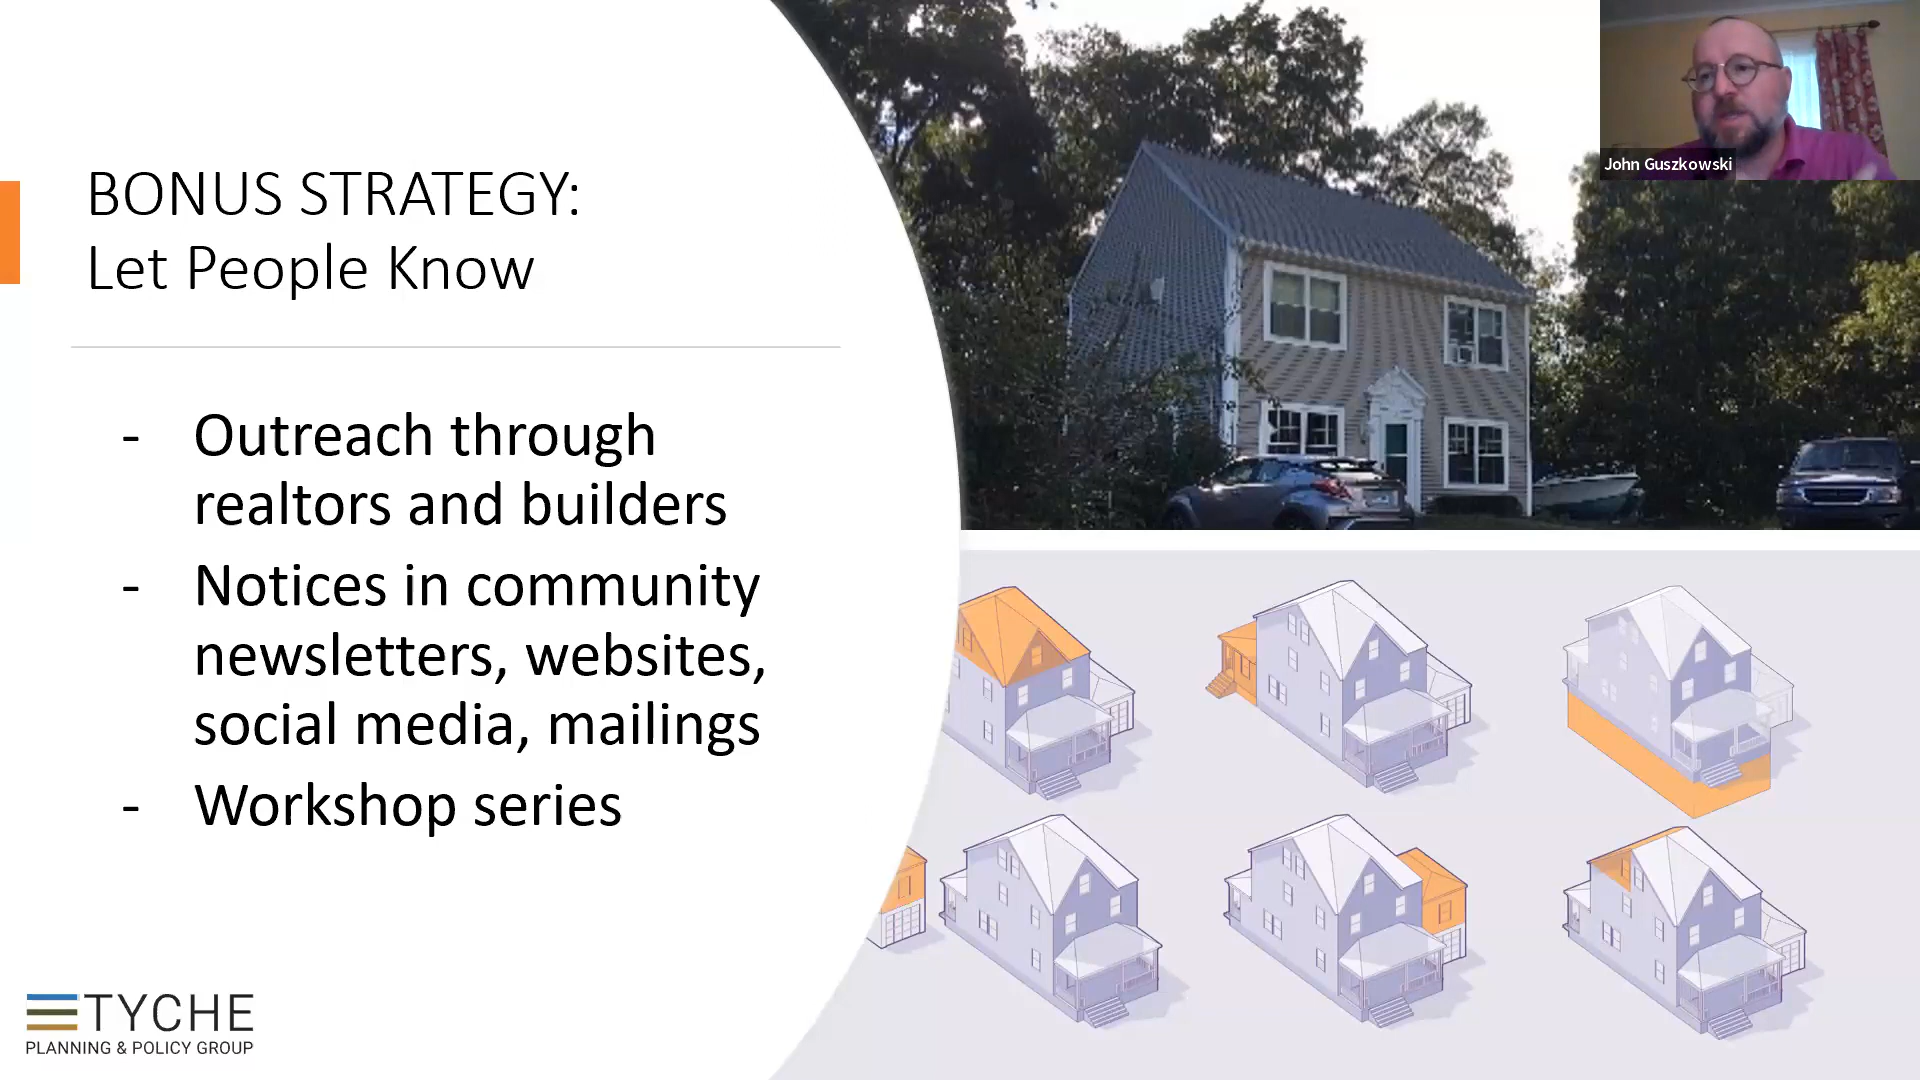 BONUS STRATEGY:
Let People Know
- Outreach through
realtors and builders
- Notices in community
newsletters, websites,
social media, mailings
- Workshop series
TYCHE
PLANNING & POLICY GROUP
John Guszkowski